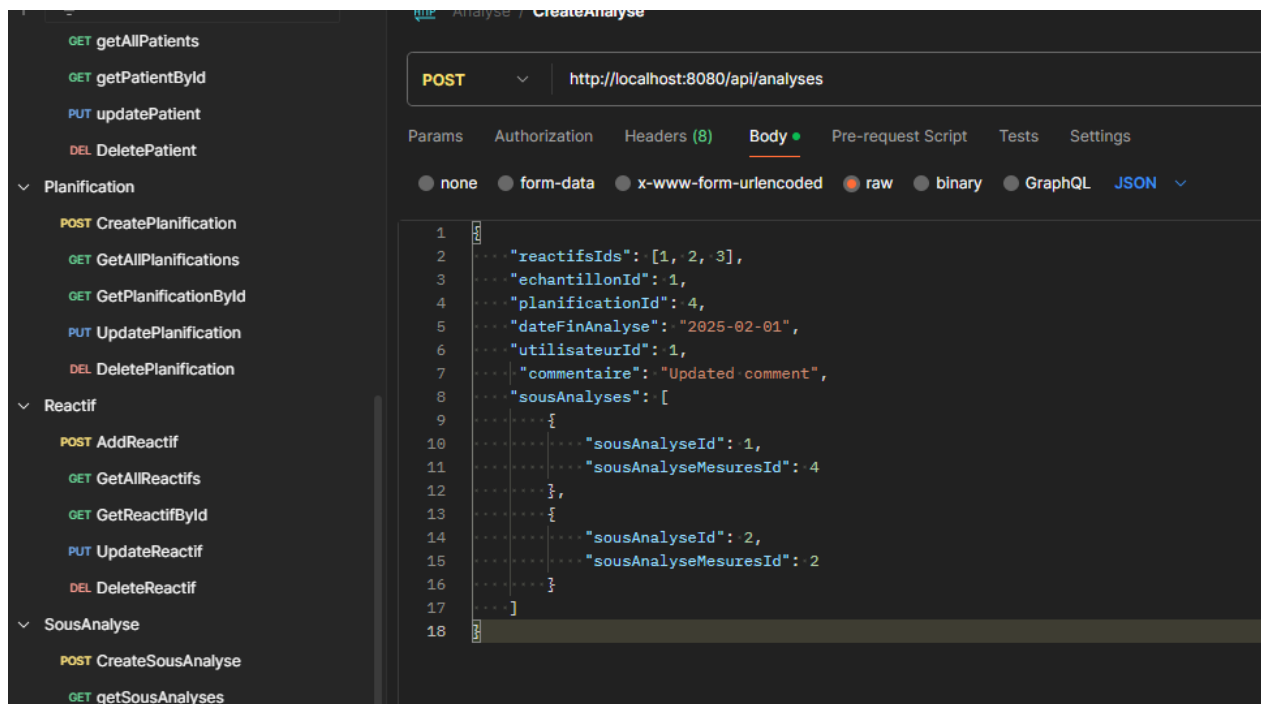 GET getAllPatients
GET getPatientById
PUT updatePatient
DEL DeletePatient
Planification
POST CreatePlanification
GET GetAllPlanifications
GET GetPlanificationById
PUT UpdatePlanification
DEL DeletePlanification
Reactif
POST AddReactif
GET GetAllReactifs
GET GetReactifById
PUT UpdateReactif
DEL DeleteReactif
SousAnalyse
POST CreateSousAnalyse
GET getSousAnalyses
HTTP Analyse / CreateAnalyse
POST http://localhost:8080/api/analyses
Params Authorization Headers (8) Body Pre-request Script Tests Settings
none form-data x-www-form-urlencoded raw binary GraphQL JSON
1 {
2 "reactifsIds": [1, 2, 3],
3 "echantillonId": 1,
4 "planificationId": 4,
5 "dateFinAnalyse": "2025-02-01",
6 "utilisateurId": 1,
7 "commentaire": "Updated comment",
8 "sousAnalyses": [
9 {
10 "sousAnalyseId": 1,
11 "sousAnalyseMesuresId": 4
12 },
13 {
14 "sousAnalyseId": 2,
15 "sousAnalyseMesuresId": 2
16 }
17 ]
18 }